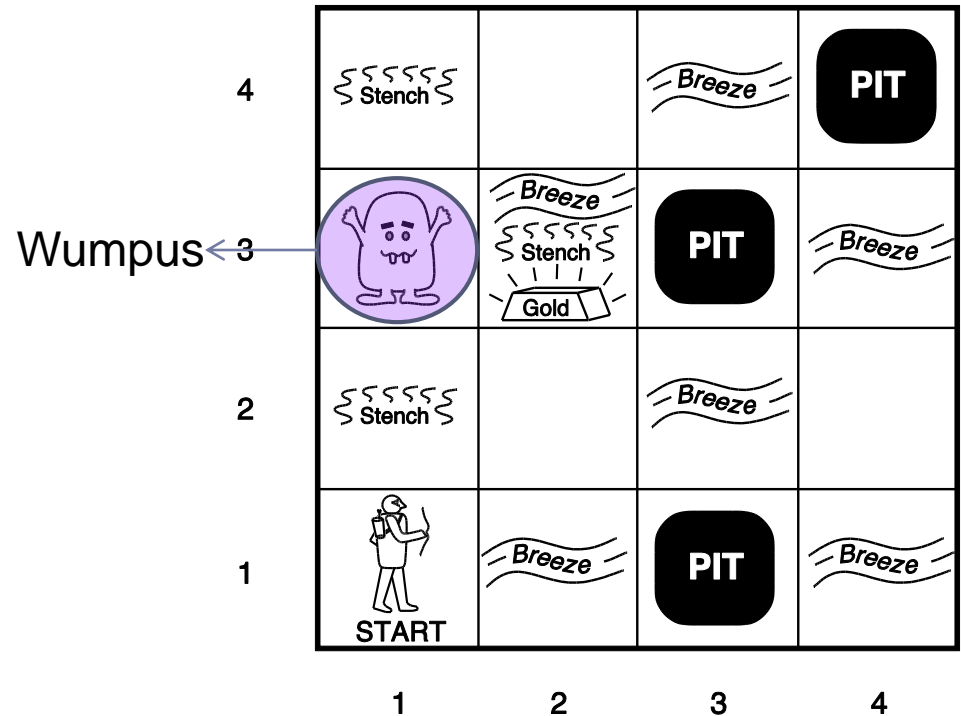 4 Stench Breeze PIT
Breeze
Wumpus 3 Stench PIT Breeze
Gold
2 Stench Breeze
1 Breeze PIT Breeze
START
1 2 3 4